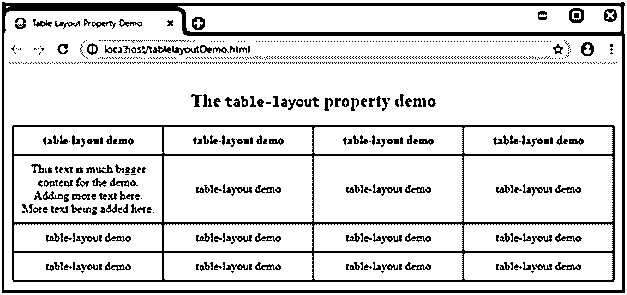 Table Layout Property Demo
localhost/tablelayoutDemo.html
The table-layout property demo
table-layout demo table-layout demo table-layout demo table-layout demo
This text is much bigger
content for the demo.
Adding more text here.
More text being added here.
table-layout demo table-layout demo table-layout demo
table-layout demo table-layout demo table-layout demo table-layout demo
table-layout demo table-layout demo table-layout demo table-layout demo